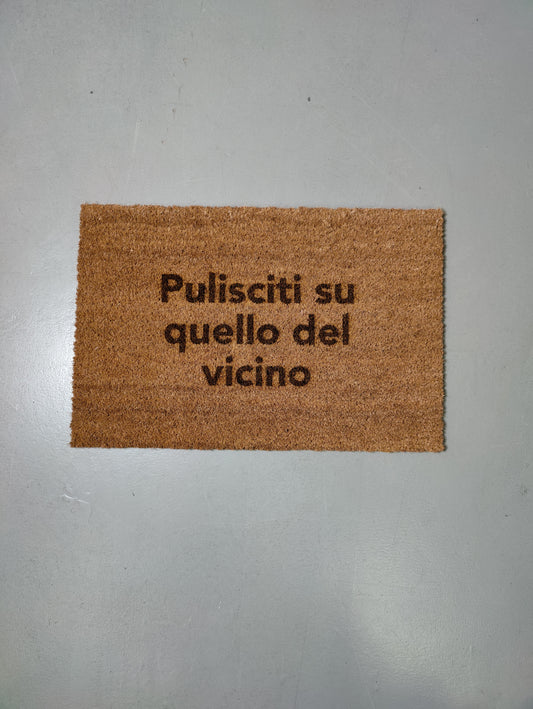 Pulisciti su
quello del
vicino